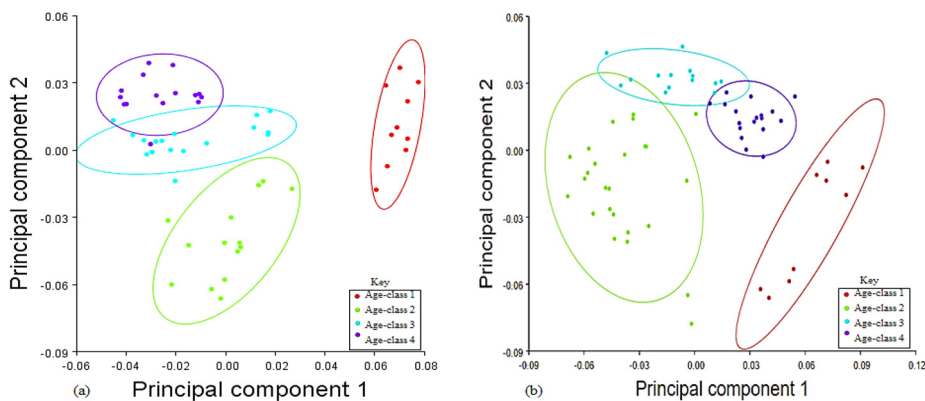 0.06
0.03
0.00
-0.03
-0.06
-0.09
Principal component 2
-0.06 -0.04 -0.02 0.00 0.02 0.04 0.06 0.08
(a) Principal component 1
Key
Age-class 1
Age-class 2
Age-class 3
Age-class 4
0.06
0.03
0.00
-0.03
-0.06
-0.09
Principal component 2
-0.09 -0.06 -0.03 0.00 0.03 0.06 0.09 0.12
(b) Principal component 1
Key
Age-class 1
Age-class 2
Age-class 3
Age-class 4